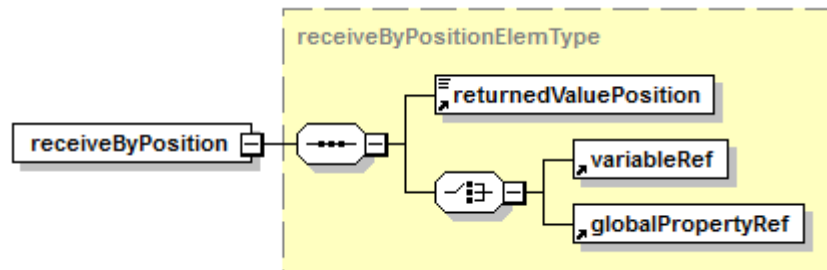 receiveByPositionElemType
returnedValuePosition
receiveByPosition
variableRef
globalPropertyRef